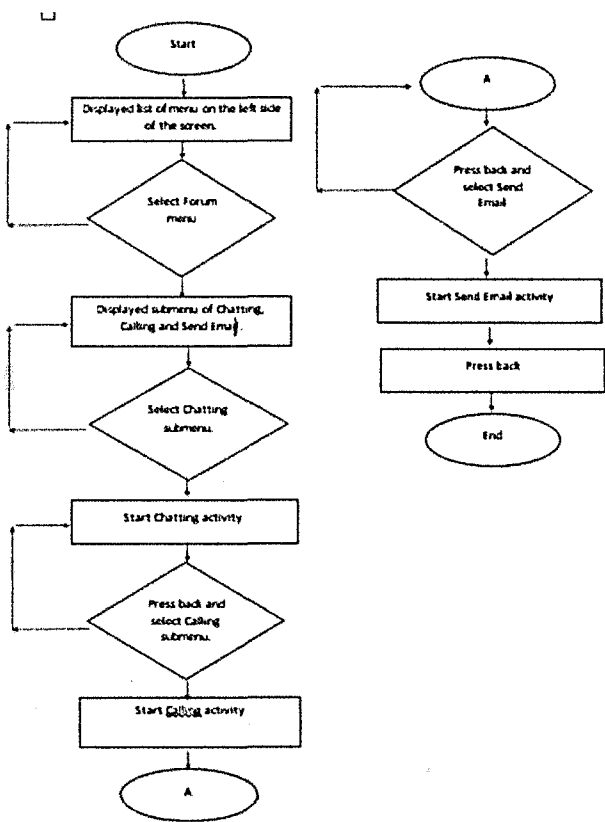 Start
Displayed list of menu on the left side
of the screen.
Select Forum
menu
Displayed submenu of Chatting,
Calling and Send Email.
Select Chatting
submenu.
Start Chatting activity
Press back and
select Calling
submenu.
Start Calling activity
A
A
Press back and
select Send
Email
Start Send Email activity
Press back
End